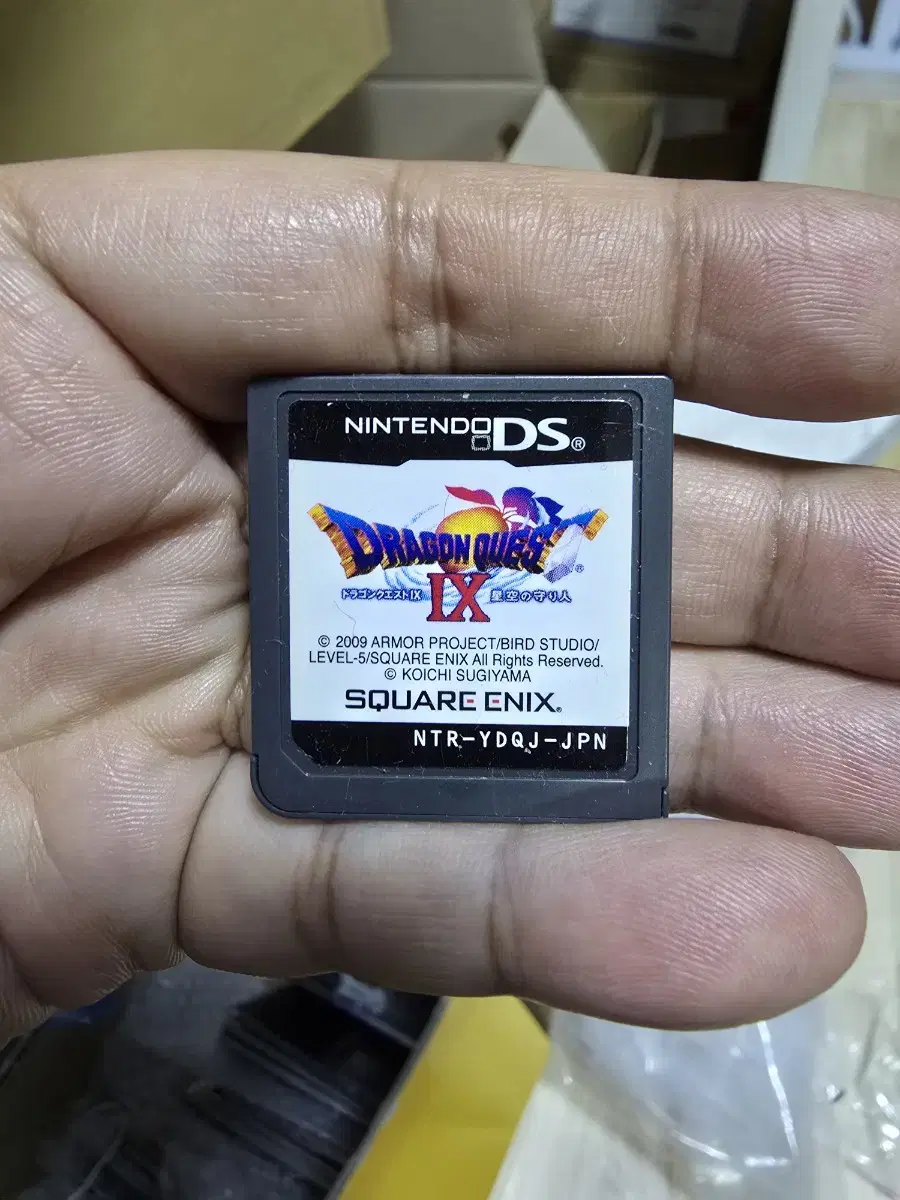 NINTENDO DS®
DRAGON QUEST®
ドラゴンクエストIX IX 星空の守り人
© 2009 ARMOR PROJECT/BIRD STUDIO/
LEVEL-5/SQUARE ENIX All Rights Reserved.
© KOICHI SUGIYAMA
SQUARE ENIX®
NTR-YDQJ-JPN